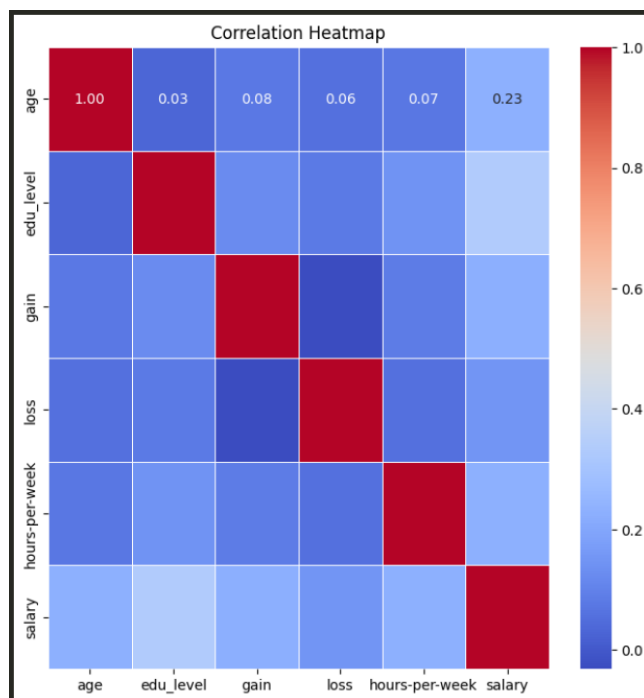 Correlation Heatmap
age
1.00 0.03 0.08 0.06 0.07 0.23
edu_level
gain
loss
hours-per-week
salary
age edu_level gain loss hours-per-week salary
1.0
0.8
0.6
0.4
0.2
0.0